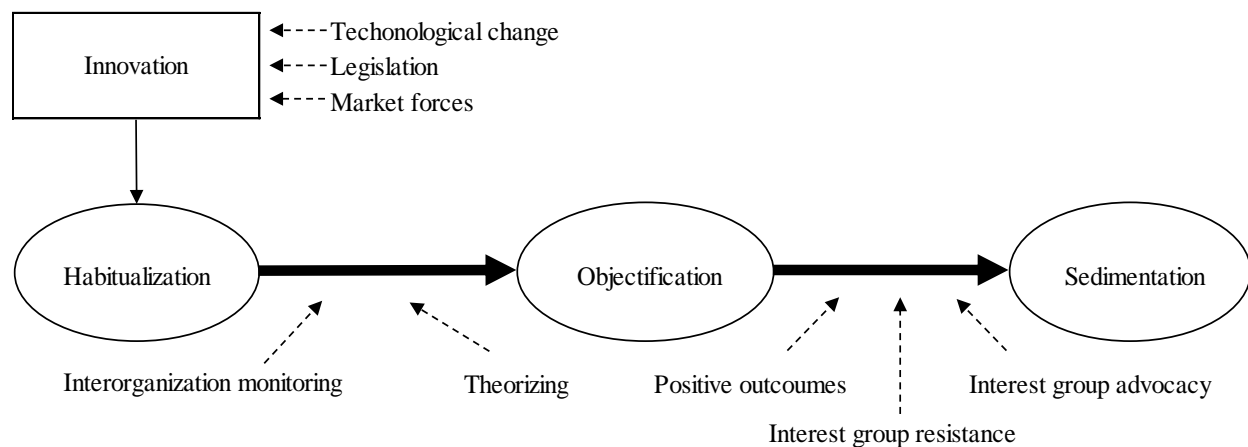 Techonological change
Innovation
Legislation
Market forces
Habitualization
Objectification
Sedimentation
Interorganization monitoring
Theorizing
Positive outcoumes
Interest group advocacy
Interest group resistance